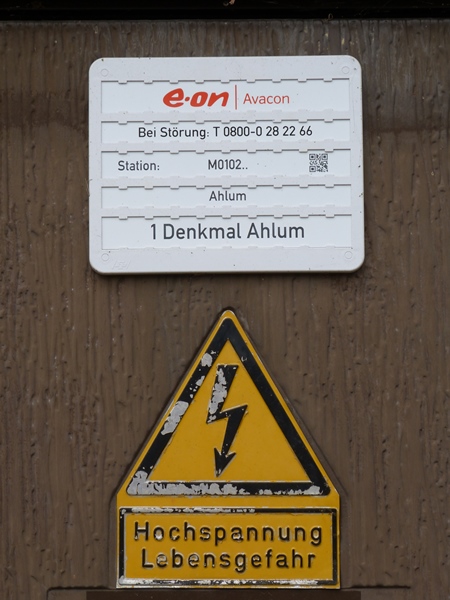 e·on | Avacon
Bei Störung: T 0800-0 28 22 66
Station: M0102..
Ahlum
1 Denkmal Ahlum
Hochspannung
Lebensgefahr